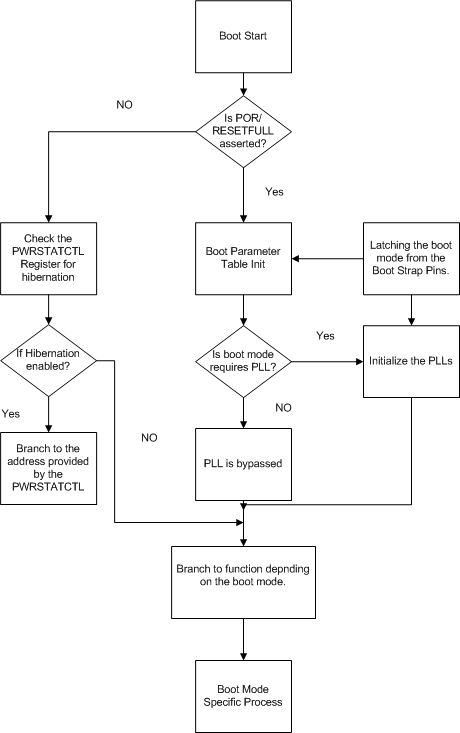 Boot Start
NO
Is POR/
RESETFULL
asserted?
Yes
Check the
PWRSTATCTL
Register for
hibernation
Boot Parameter
Table Init
Latching the boot
mode from the
Boot Strap Pins.
If Hibernation
enabled?
Is boot mode
requires PLL?
Yes
Initialize the PLLs
Yes
NO
Branch to the
address provided
by the
PWRSTATCTL
NO
PLL is bypassed
Branch to function depnding
on the boot mode.
Boot Mode
Specific Process